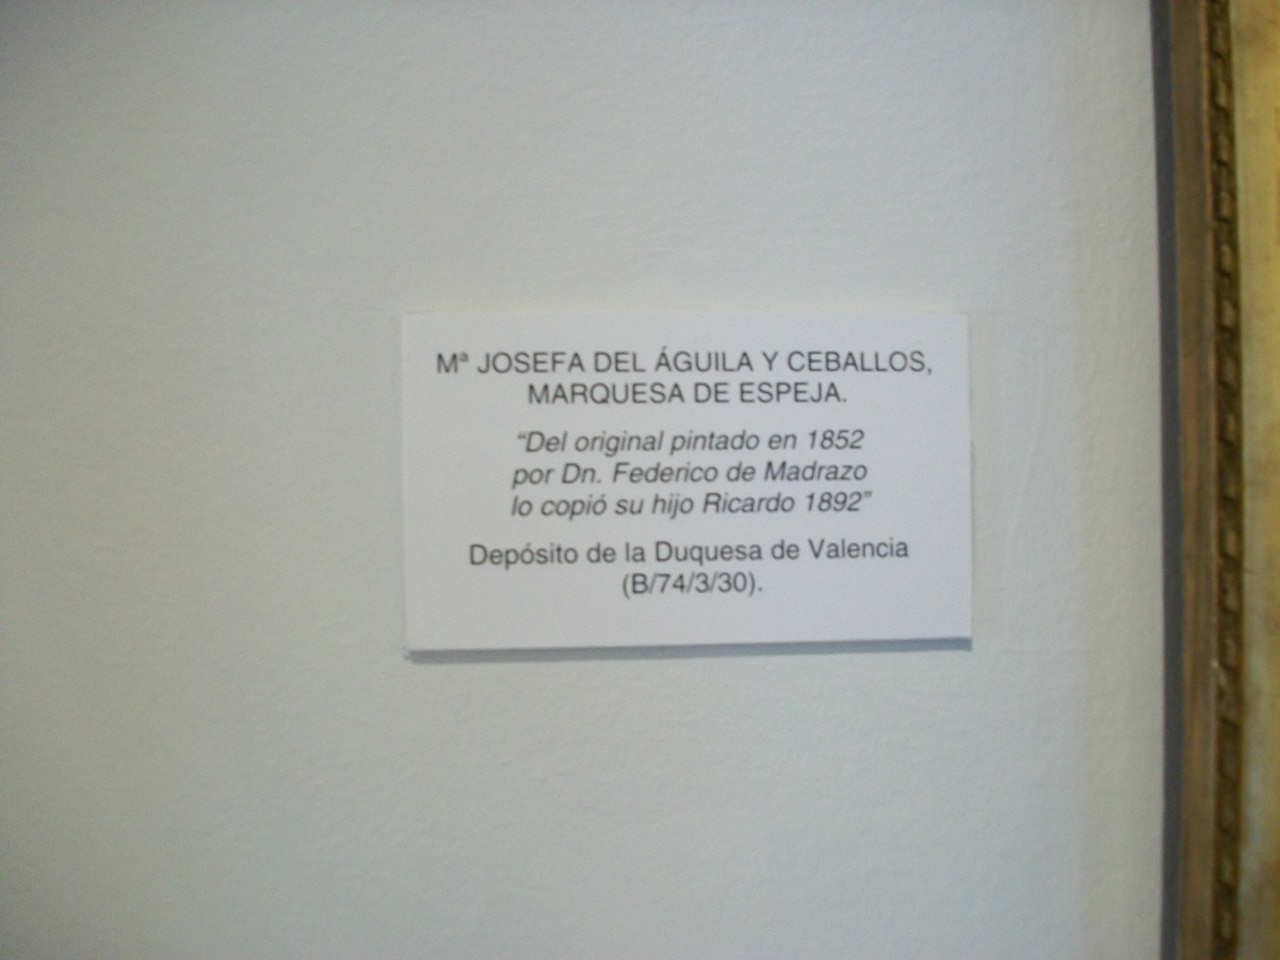 Mª JOSEFA DEL ÁGUILA Y CEBALLOS,
MARQUESA DE ESPEJA.
“Del original pintado en 1852
por Dn. Federico de Madrazo
lo copió su hijo Ricardo 1892”
Depósito de la Duquesa de Valencia
(B/74/3/30).